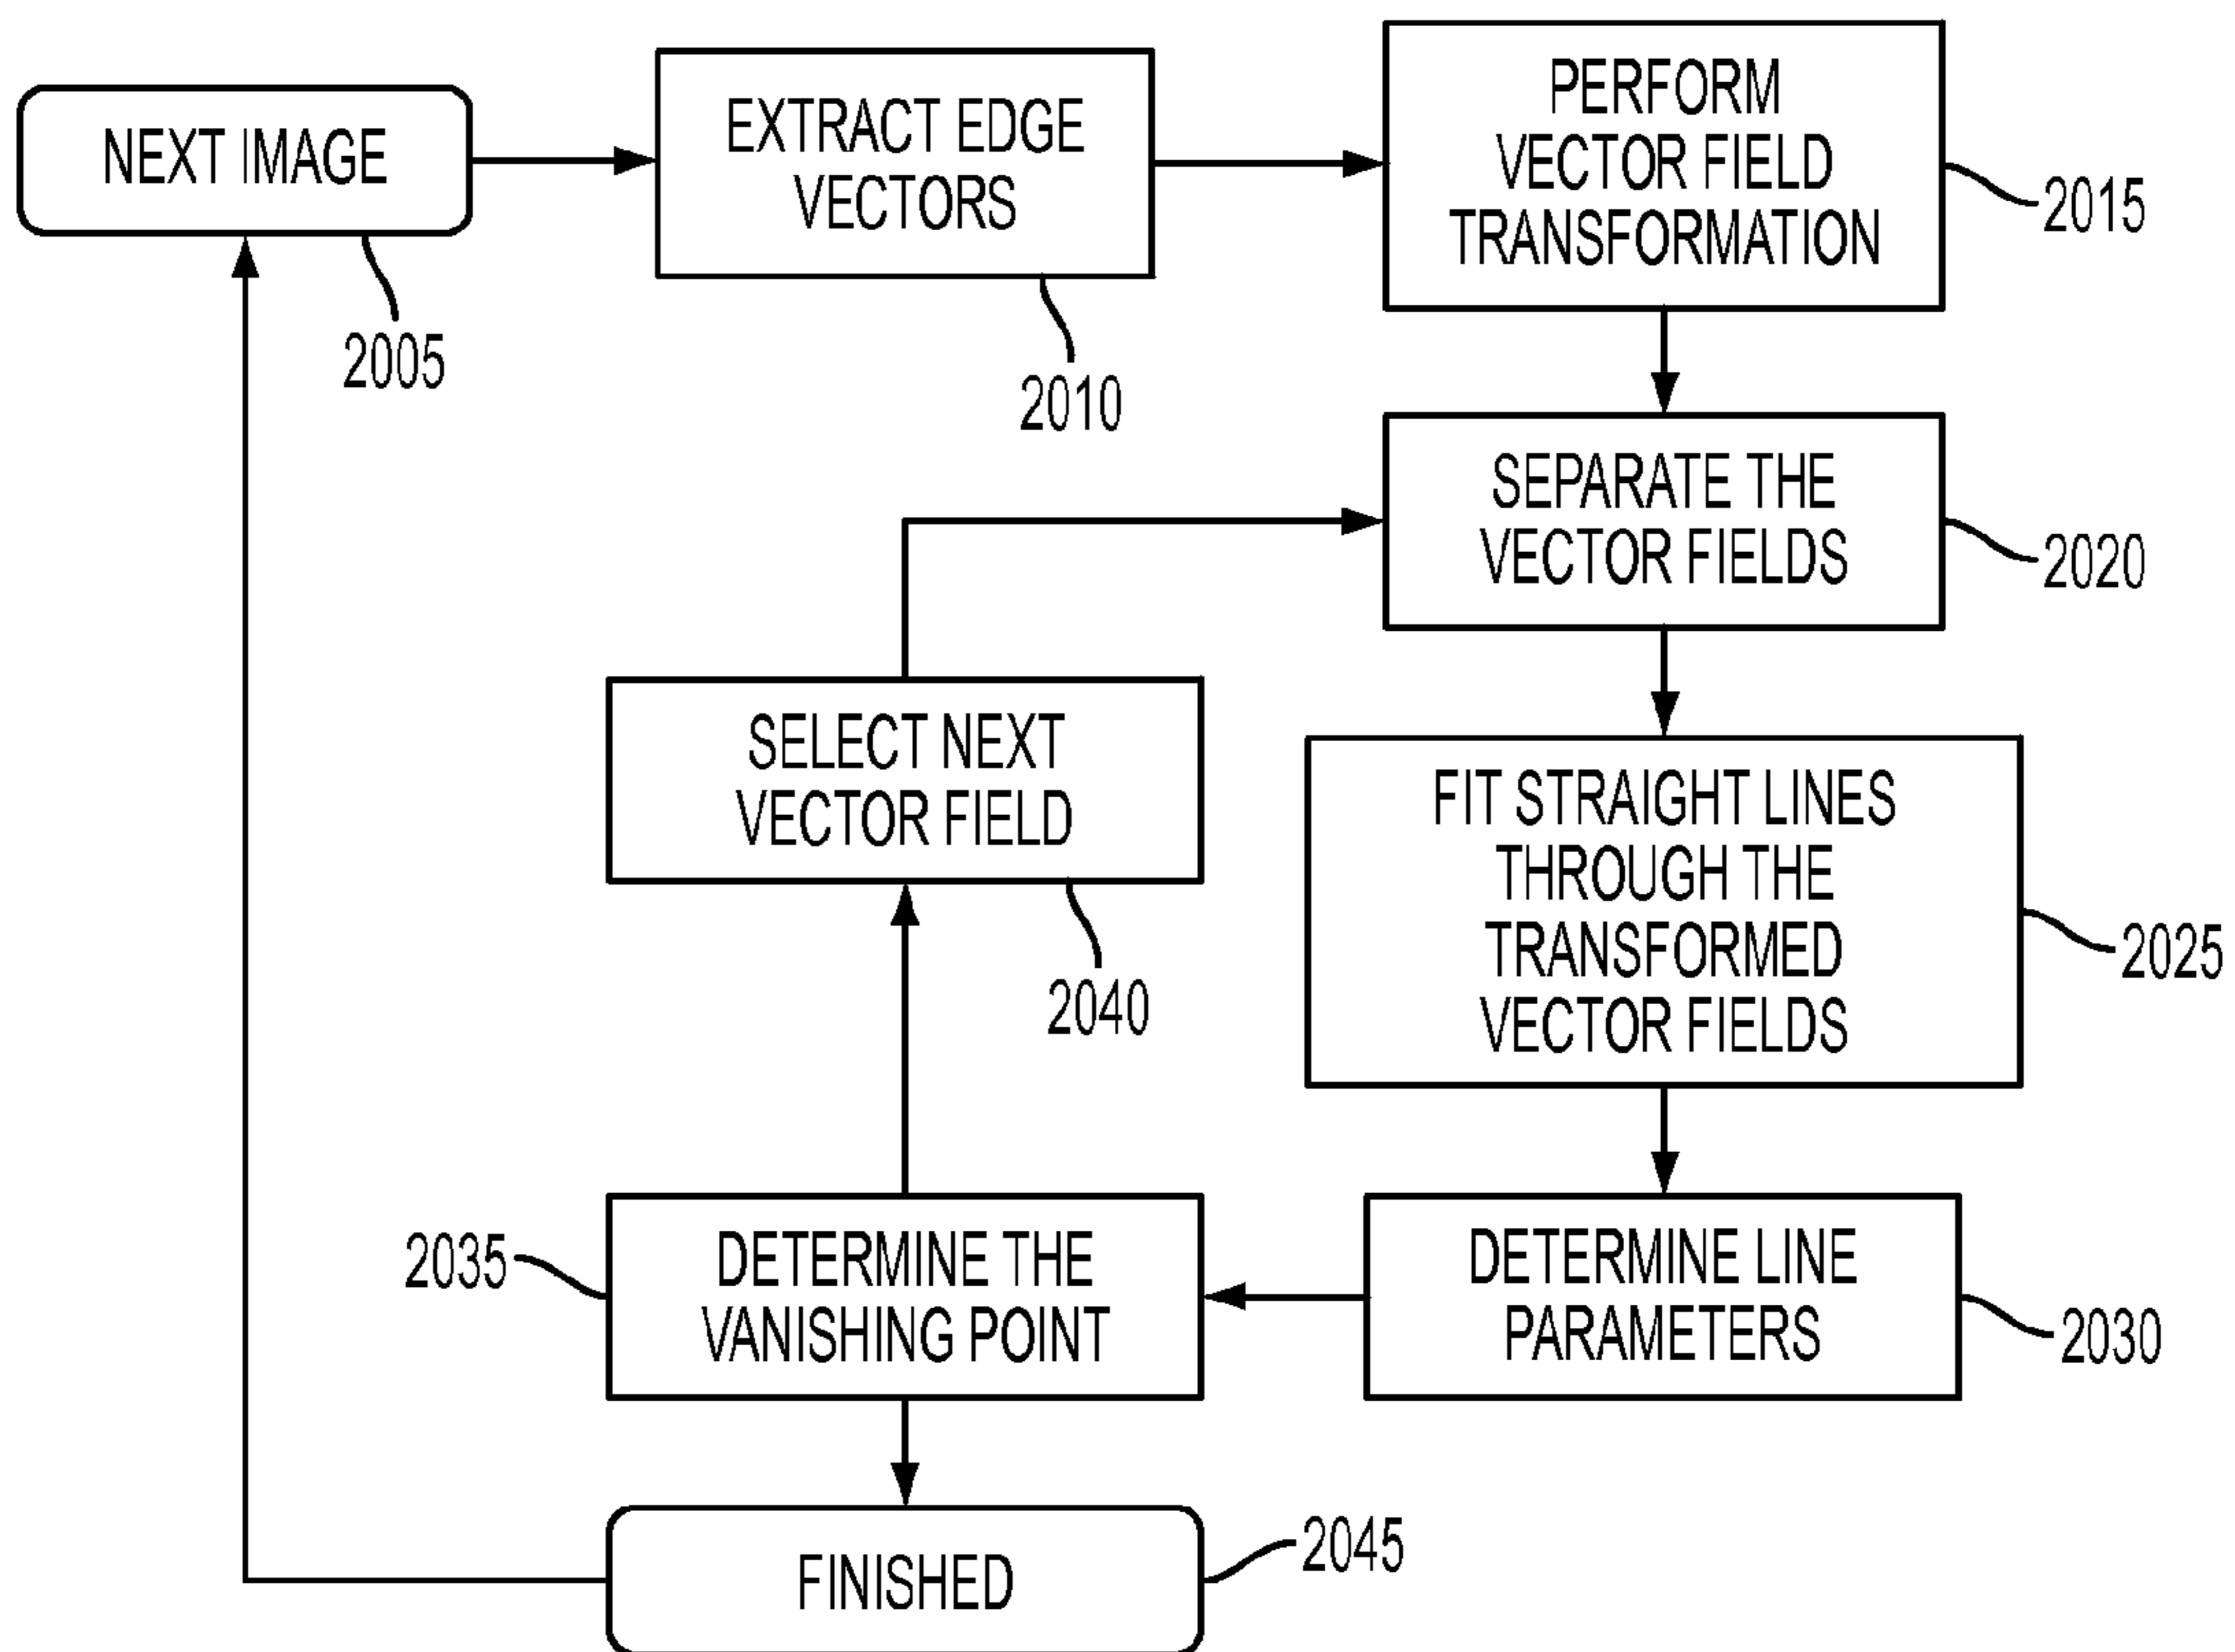 NEXT IMAGE
2005
EXTRACT EDGE
VECTORS
2010
PERFORM
VECTOR FIELD
TRANSFORMATION
2015
SEPARATE THE
VECTOR FIELDS
2020
FIT STRAIGHT LINES
THROUGH THE
TRANSFORMED
VECTOR FIELDS
2025
DETERMINE LINE
PARAMETERS
2030
DETERMINE THE
VANISHING POINT
2035
SELECT NEXT
VECTOR FIELD
2040
FINISHED
2045